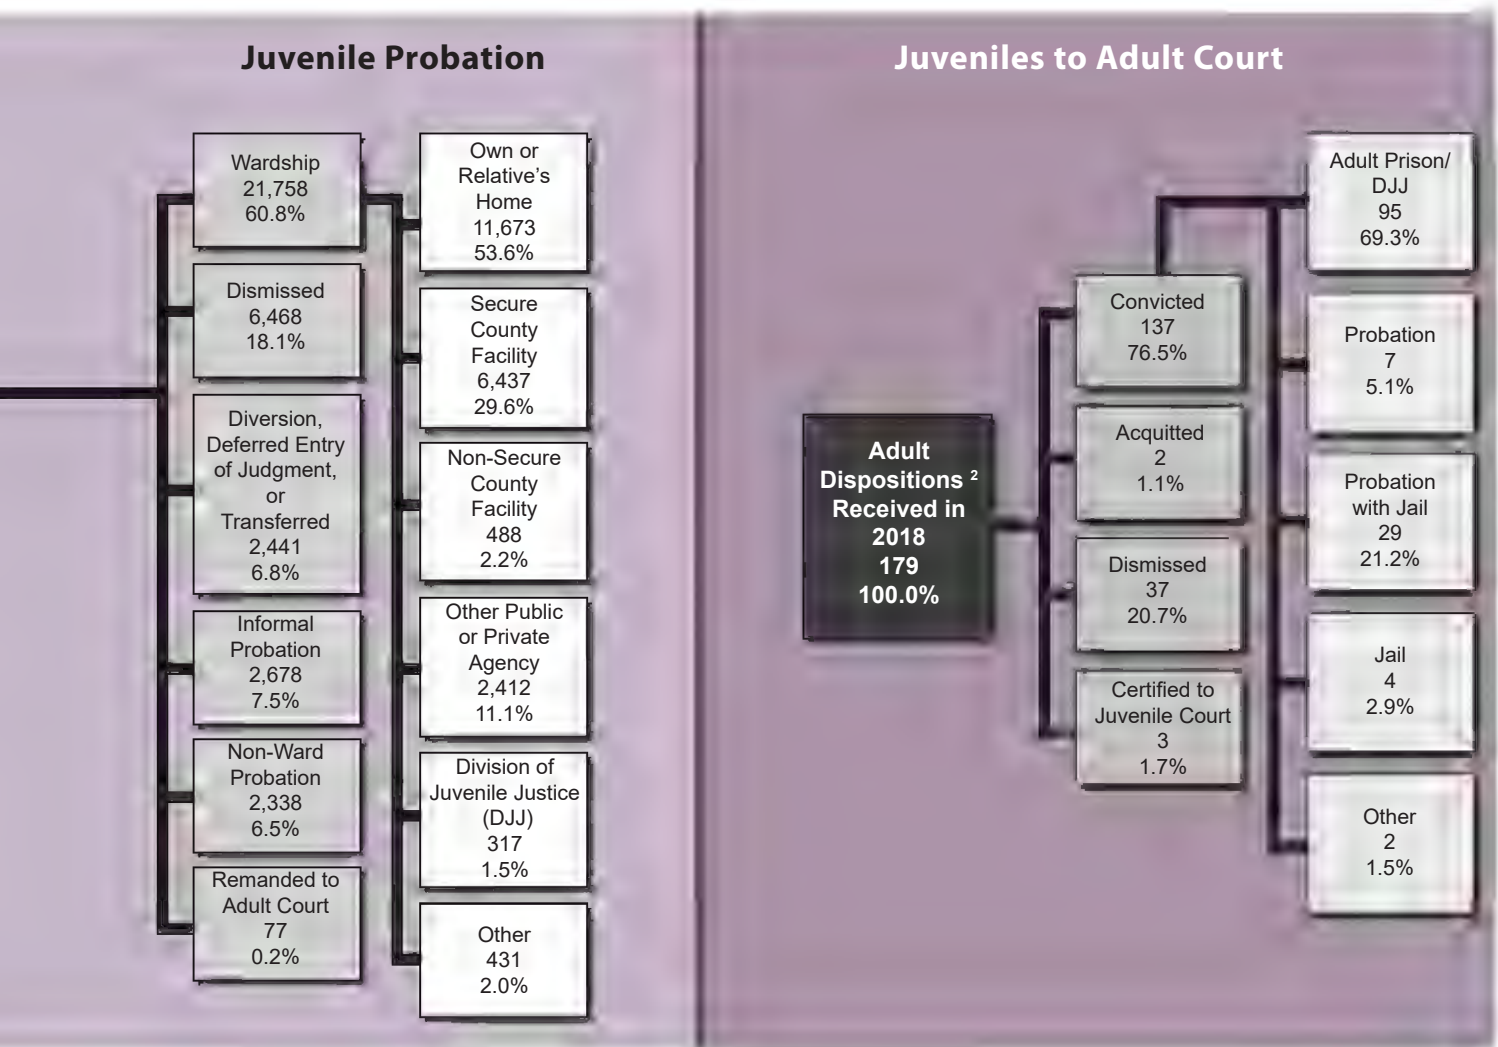 Juvenile Probation
Wardship
21,758
60.8%
Dismissed
6,468
18.1%
Diversion,
Deferred Entry
of Judgment,
or
Transferred
2,441
6.8%
Informal
Probation
2,678
7.5%
Non-Ward
Probation
2,338
6.5%
Remanded to
Adult Court
77
0.2%
Own or
Relative’s
Home
11,673
53.6%
Secure
County
Facility
6,437
29.6%
Non-Secure
County
Facility
488
2.2%
Other Public
or Private
Agency
2,412
11.1%
Division of
Juvenile Justice
(DJJ)
317
1.5%
Other
431
2.0%
Juveniles to Adult Court
Adult
Dispositions ²
Received in
2018
179
100.0%
Convicted
137
76.5%
Acquitted
2
1.1%
Dismissed
37
20.7%
Certified to
Juvenile Court
3
1.7%
Adult Prison/
DJJ
95
69.3%
Probation
7
5.1%
Probation
with Jail
29
21.2%
Jail
4
2.9%
Other
2
1.5%